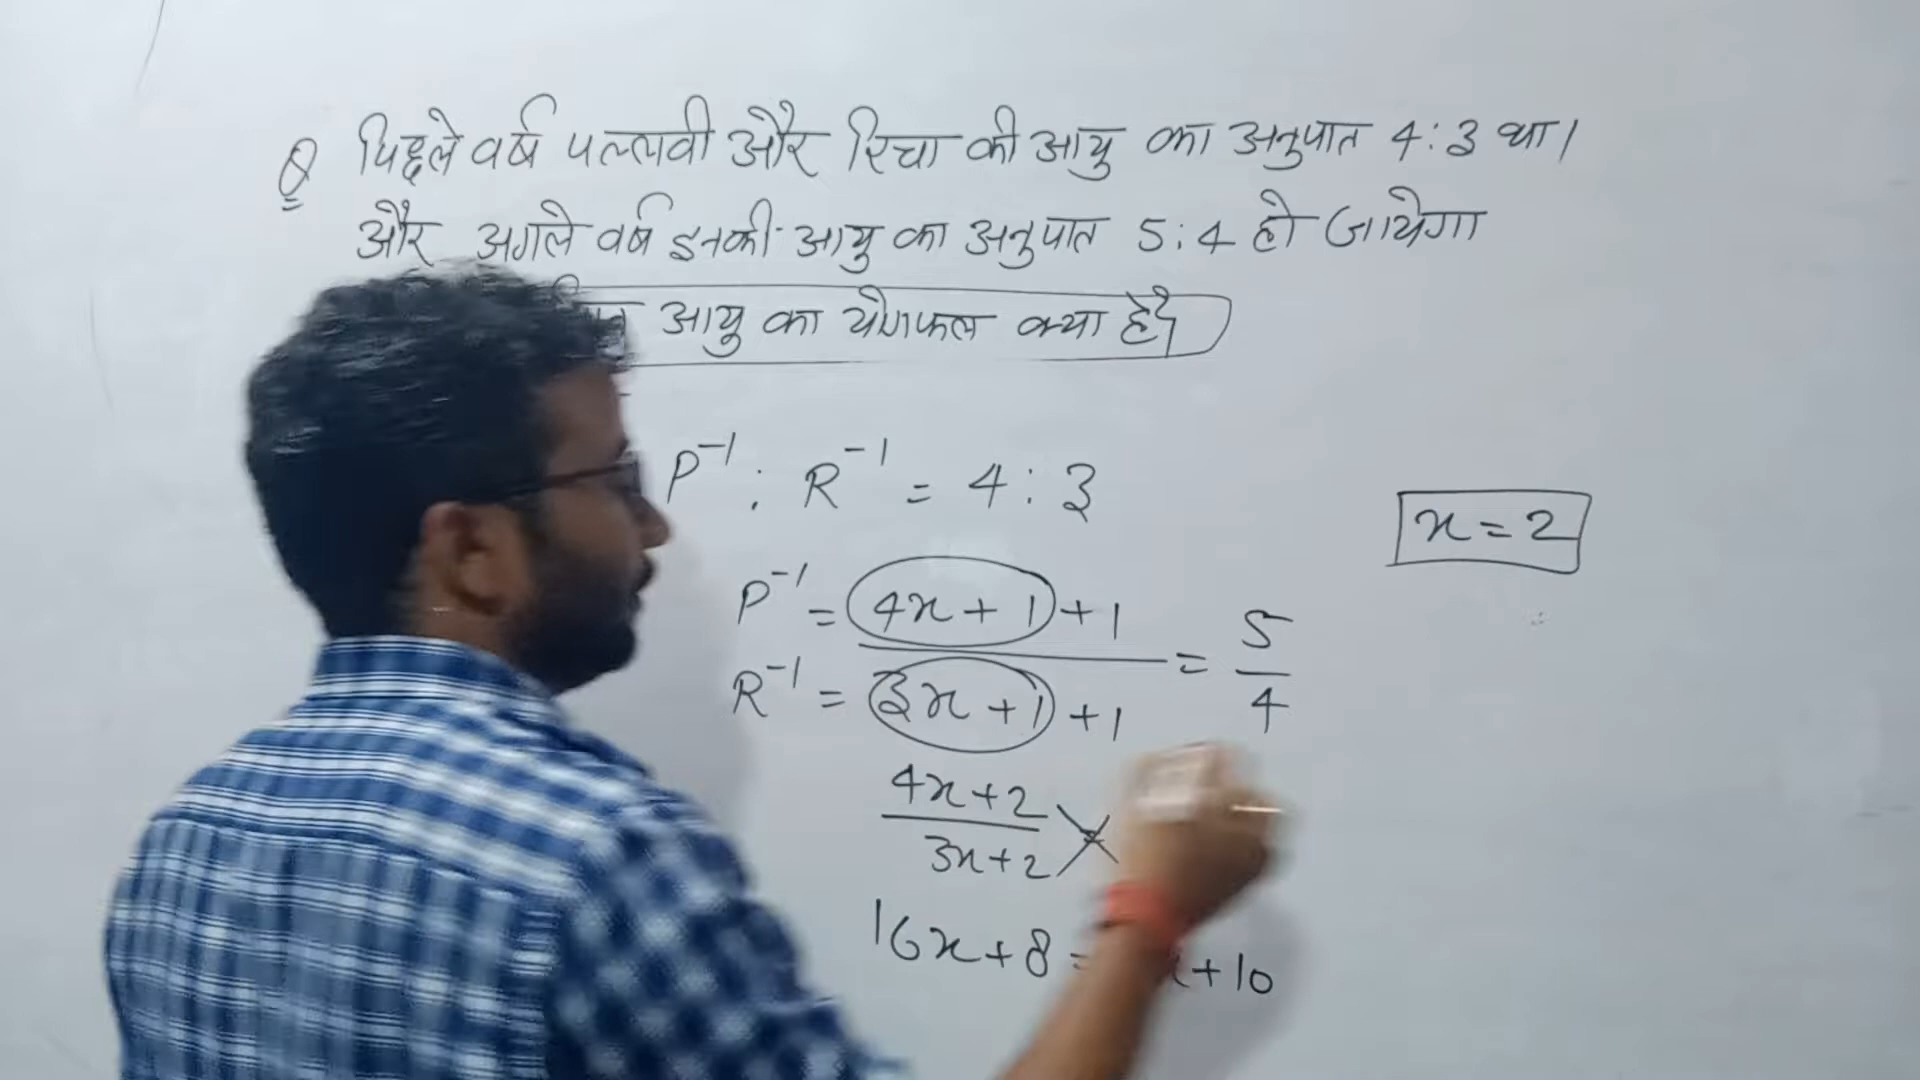 Q पिछले वर्ष पल्लवी और रिचा की आयु का अनुपात 4:3 था।
और अगले वर्ष इनकी आयु का अनुपात 5:4 हो जायेगा
आयु का योगफल क्या है?
P⁻¹ : R⁻¹ = 4 : 3
x = 2
P⁻¹ = 4x + 1 + 1
R⁻¹ = 3x + 1 + 1
= 5/4
4x+2
3x+2
=
16x+8 =
x+10